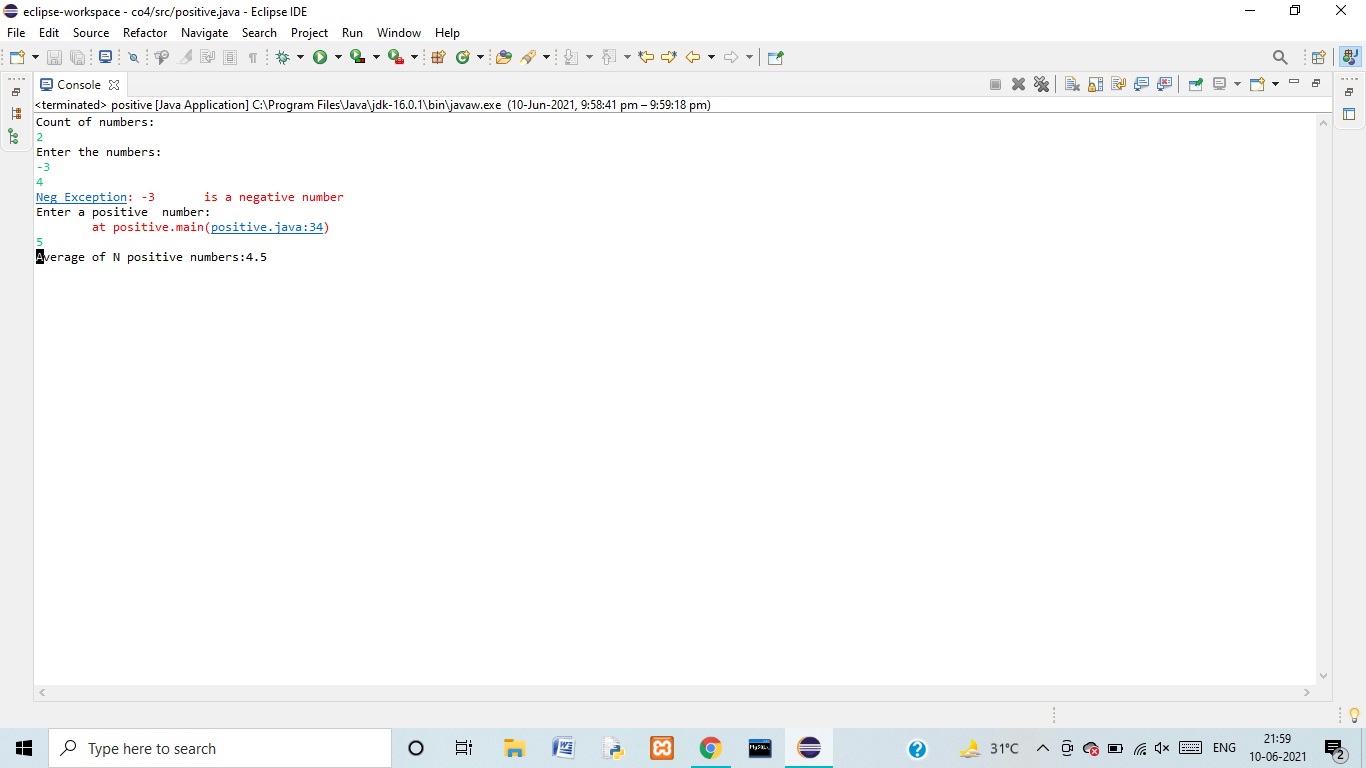 eclipse-workspace - co4/src/positive.java - Eclipse IDE
File Edit Source Refactor Navigate Search Project Run Window Help
Console
<terminated> positive [Java Application] C:\Program Files\Java\jdk-16.0.1\bin\javaw.exe (10-Jun-2021, 9:58:41 pm – 9:59:18 pm)
Count of numbers:
2
Enter the numbers:
-3
4
Neg_Exception: -3 is a negative number
Enter a positive  number:
at positive.main(positive.java:34)
5
Average of N positive numbers:4.5
Type here to search
31°C
ENG
21:59
10-06-2021
2